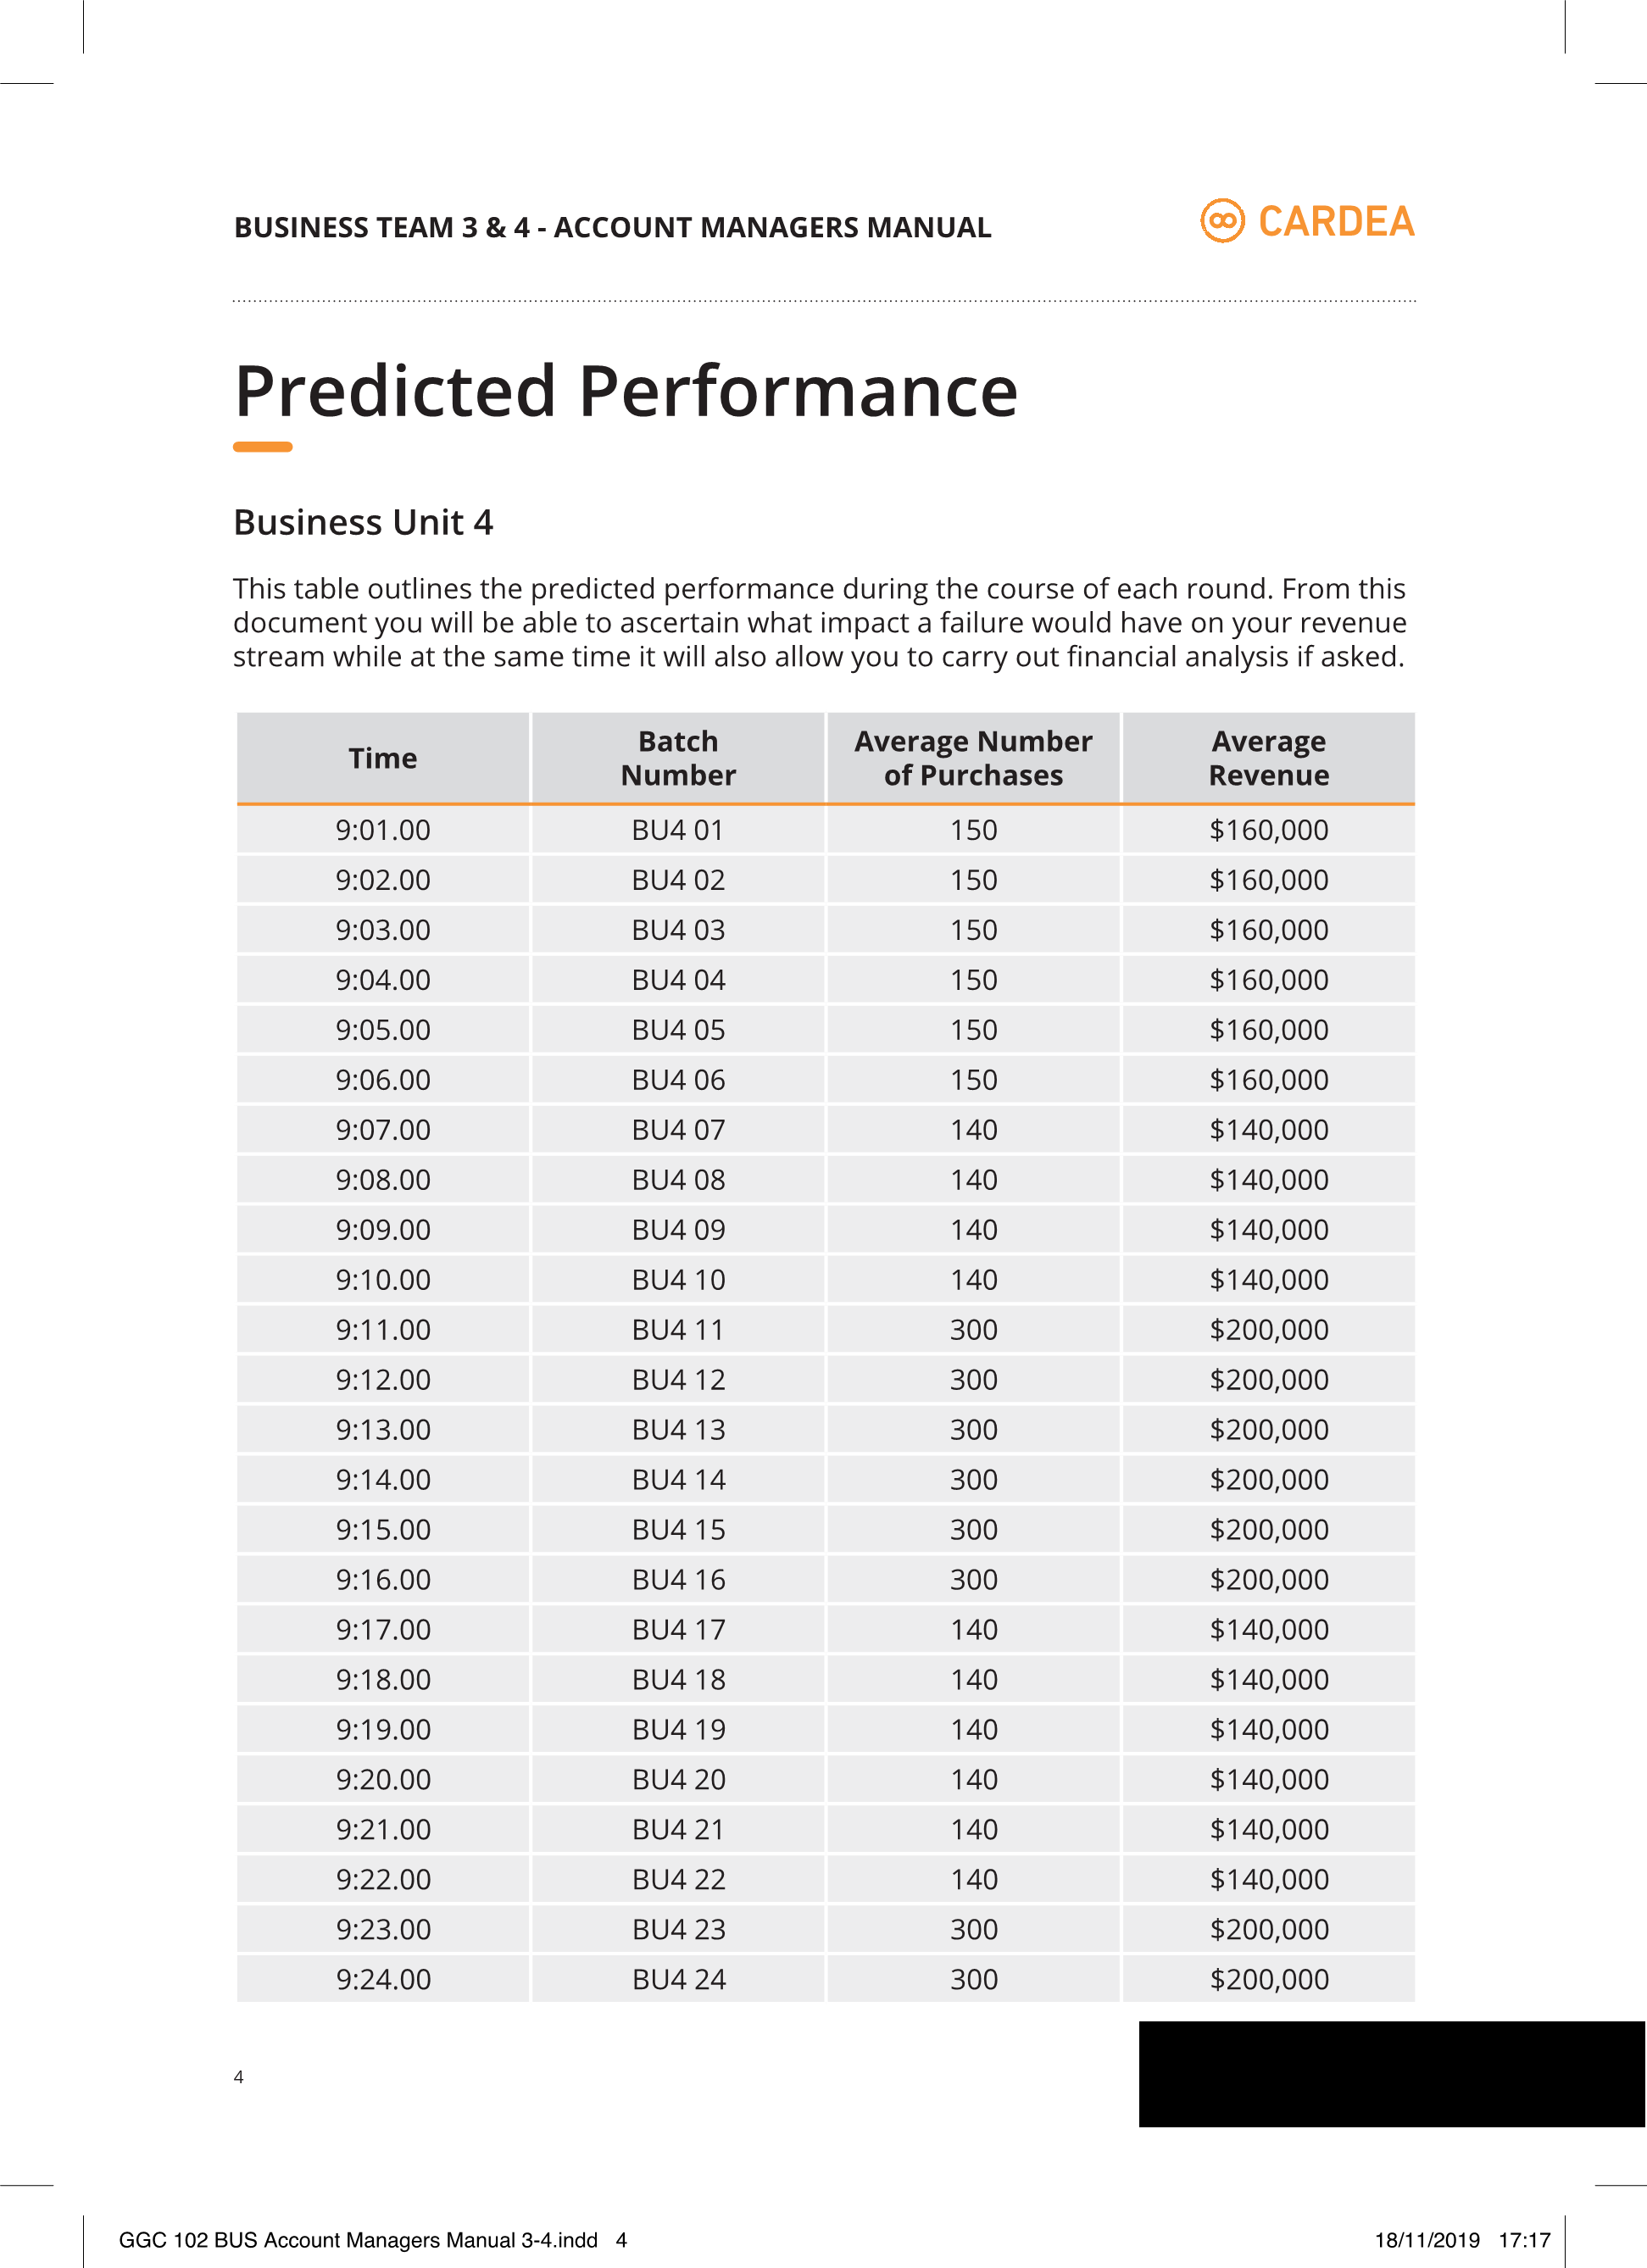 BUSINESS TEAM 3 & 4 - ACCOUNT MANAGERS MANUAL
CARDEA
Predicted Performance
Business Unit 4
This table outlines the predicted performance during the course of each round. From this
document you will be able to ascertain what impact a failure would have on your revenue
stream while at the same time it will also allow you to carry out financial analysis if asked.
Time Batch Number Average Number of Purchases Average Revenue
9:01.00 BU4 01 150 $160,000
9:02.00 BU4 02 150 $160,000
9:03.00 BU4 03 150 $160,000
9:04.00 BU4 04 150 $160,000
9:05.00 BU4 05 150 $160,000
9:06.00 BU4 06 150 $160,000
9:07.00 BU4 07 140 $140,000
9:08.00 BU4 08 140 $140,000
9:09.00 BU4 09 140 $140,000
9:10.00 BU4 10 140 $140,000
9:11.00 BU4 11 300 $200,000
9:12.00 BU4 12 300 $200,000
9:13.00 BU4 13 300 $200,000
9:14.00 BU4 14 300 $200,000
9:15.00 BU4 15 300 $200,000
9:16.00 BU4 16 300 $200,000
9:17.00 BU4 17 140 $140,000
9:18.00 BU4 18 140 $140,000
9:19.00 BU4 19 140 $140,000
9:20.00 BU4 20 140 $140,000
9:21.00 BU4 21 140 $140,000
9:22.00 BU4 22 140 $140,000
9:23.00 BU4 23 300 $200,000
9:24.00 BU4 24 300 $200,000
4
GGC 102 BUS Account Managers Manual 3-4.indd 4
18/11/2019 17:17